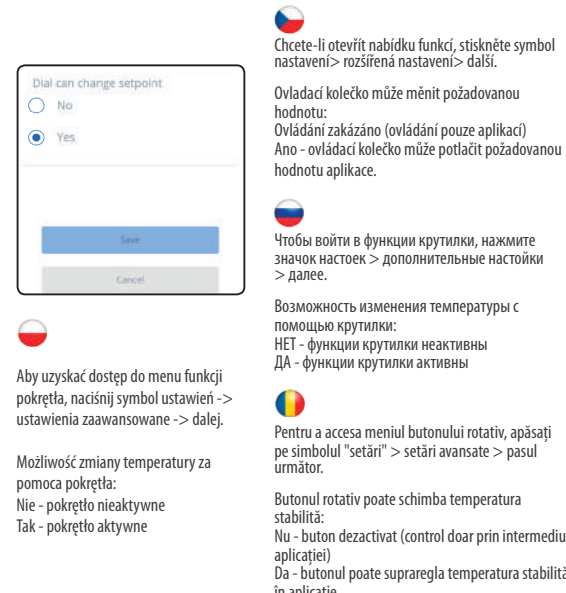 Dial can change setpoint
No
Yes
Save
Cancel
Aby uzyskać dostęp do menu funkcji
pokrętła, naciśnij symbol ustawień ->
ustawienia zaawansowane -> dalej.
Możliwość zmiany temperatury za
pomoca pokrętła:
Nie - pokrętło nieaktywne
Tak - pokrętło aktywne
Chcete-li otevřít nabídku funkcí, stiskněte symbol
nastavení> rozšířená nastavení> další.
Ovladací kolečko může měnit požadovanou
hodnotu:
Ovládání zakázáno (ovládání pouze aplikací)
Ano - ovládací kolečko může potlačit požadovanou
hodnotu aplikace.
Чтобы войти в функции крутилки, нажмите
значок настоек > дополнительные настойки
> далее.
Возможность изменения температуры с
помощью крутилки:
НЕТ - функции крутилки неактивны
ДА - функции крутилки активны
Pentru a accesa meniul butonului rotativ, apăsați
pe simbolul "setări" > setări avansate > pasul
următor.
Butonul rotativ poate schimba temperatura
stabilită:
Nu - buton dezactivat (control doar prin intermediu
aplicației)
Da - butonul poate supraregla temperatura stabilită
în aplicație